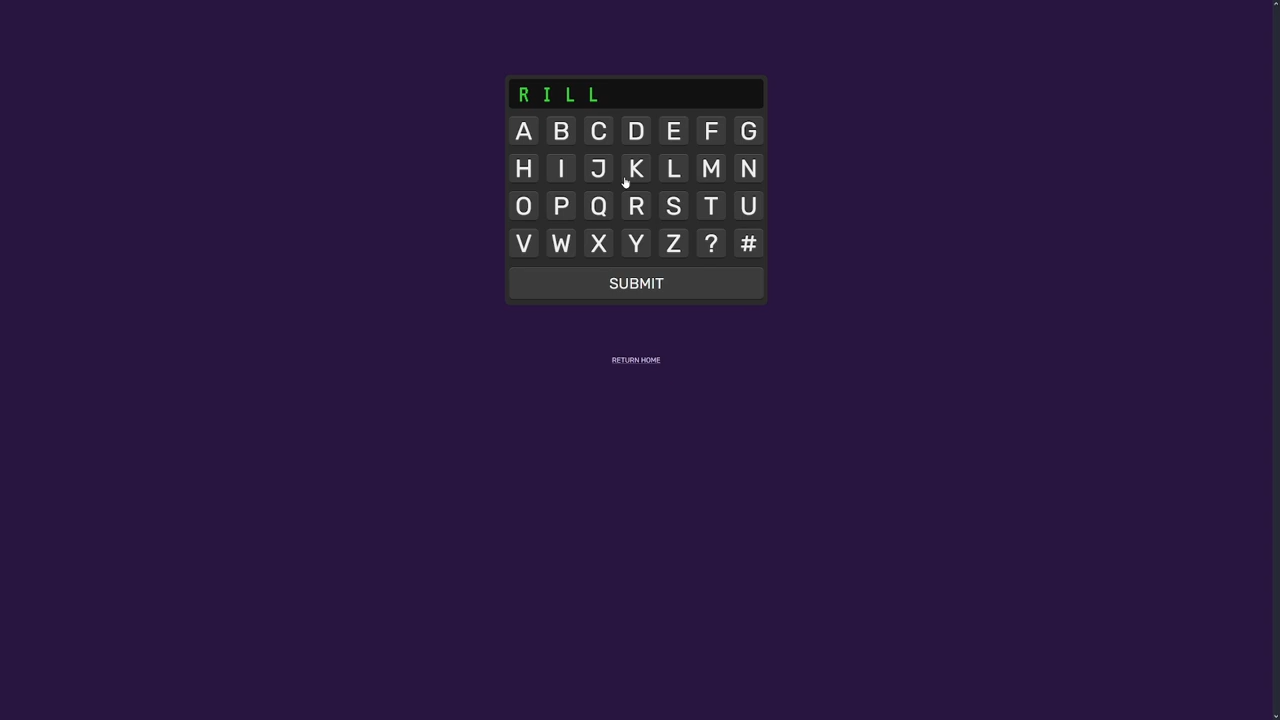 R I L L
A B C D E F G
H I J K L M N
O P Q R S T U
V W X Y Z ? #
SUBMIT
RETURN HOME